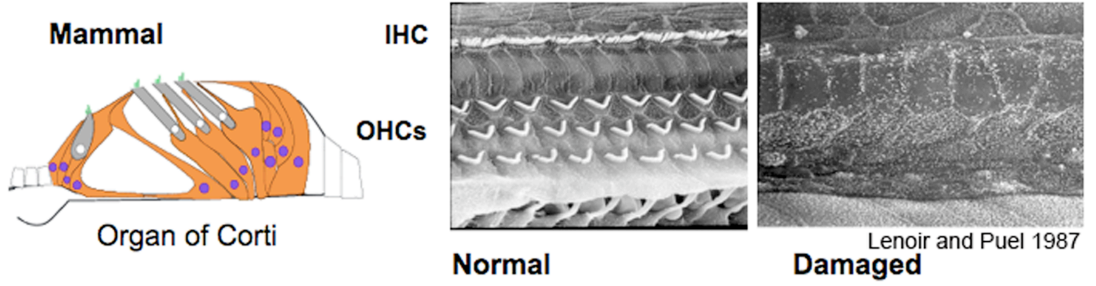 Mammal
IHC
OHCs
Organ of Corti
Lenoir and Puel 1987
Normal
Damaged